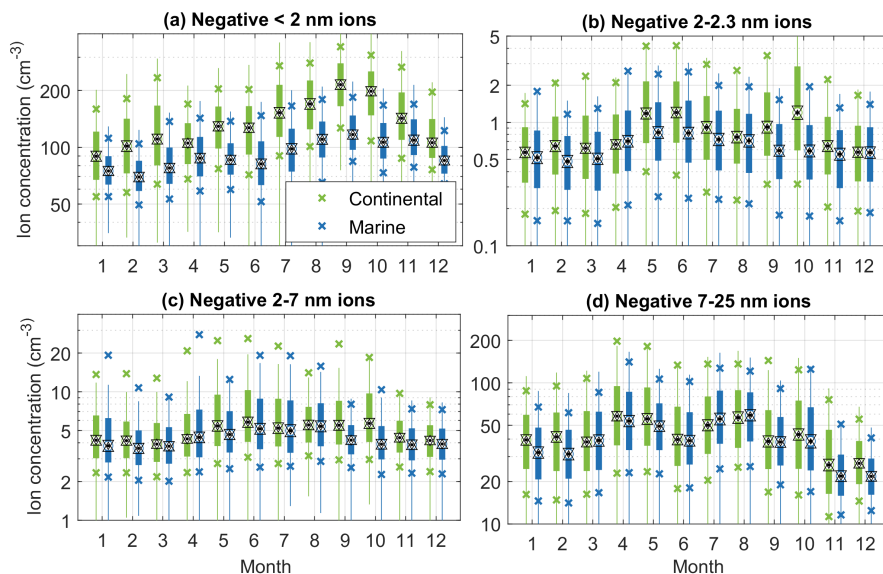 (a) Negative < 2 nm ions
(b) Negative 2-2.3 nm ions
Ion concentration (cm-3)
200
100
50
Continental
Marine
1 2 3 4 5 6 7 8 9 10 11 12
Month
5
1
0.5
0.1
1 2 3 4 5 6 7 8 9 10 11 12
Month
(c) Negative 2-7 nm ions
(d) Negative 7-25 nm ions
Ion concentration (cm-3)
20
10
5
1
1 2 3 4 5 6 7 8 9 10 11 12
Month
300
100
50
20
10
1 2 3 4 5 6 7 8 9 10 11 12
Month